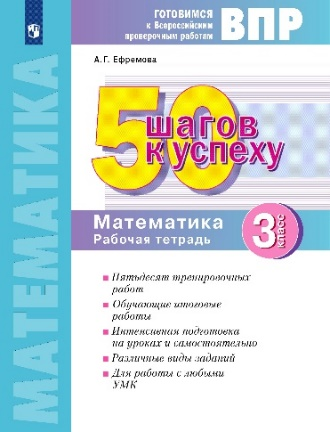 ГОТОВИМСЯ
к Всероссийским
проверочным работам
ВПР
А. Г. Ефремова
50 шагов
к успеху
Математика
Рабочая тетрадь
3 класс
МАТЕМАТИКА
Пятьдесят тренировочных
работ
Обучающие итоговые
работы
Интенсивная подготовка
на уроках и самостоятельно
Различные виды заданий
Для работы с любыми
УМК